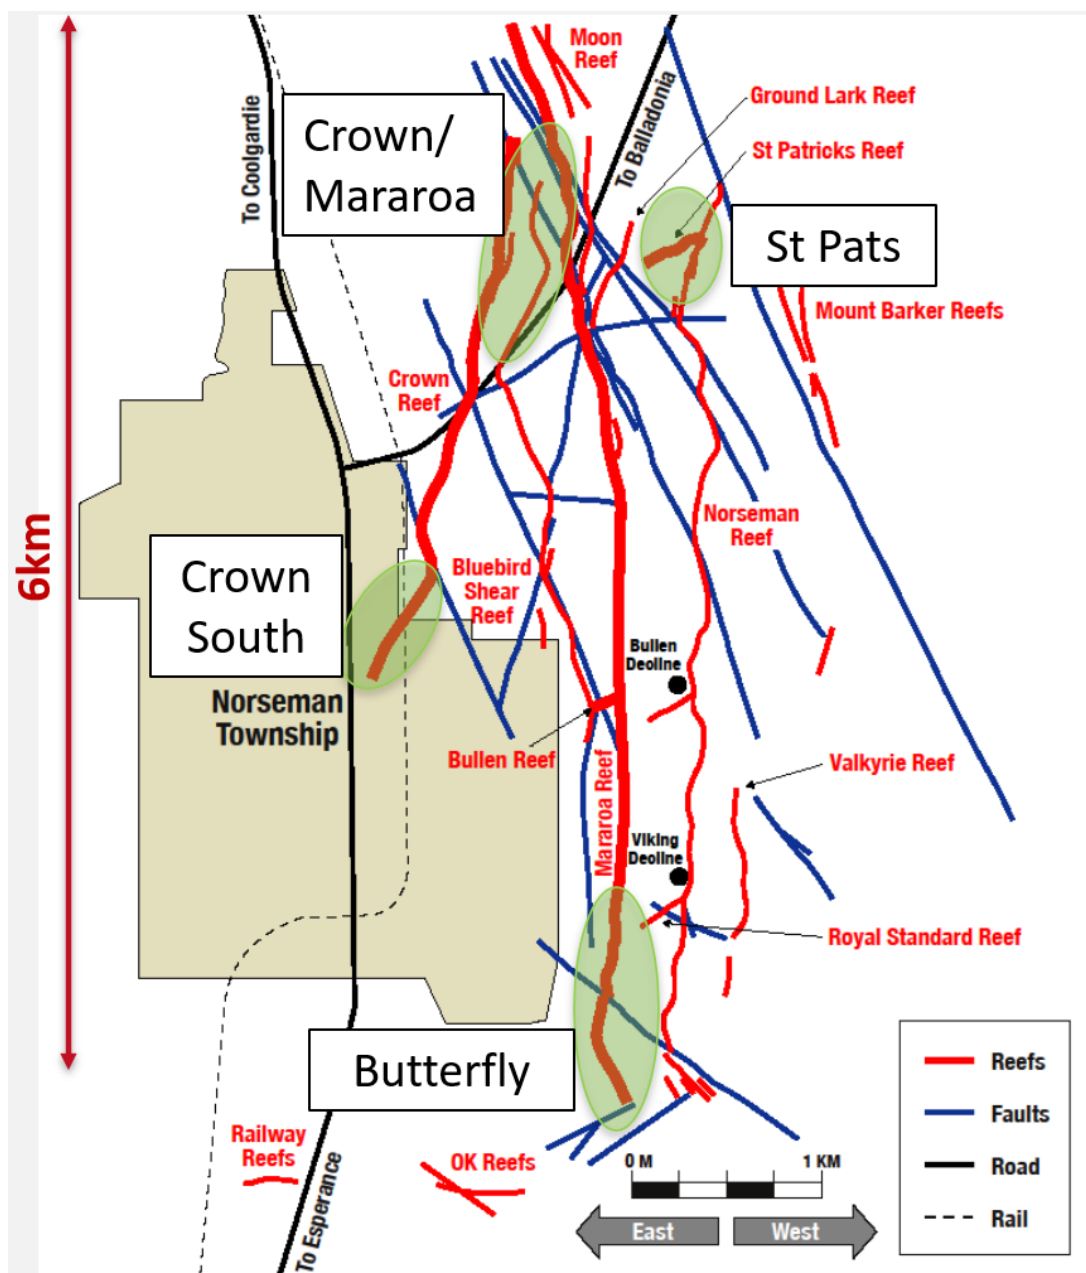 Moon
Reef
To Coolgardie
Crown/
Mararoa
To Balladonia
Ground Lark Reef
St Patricks Reef
St Pats
Mount Barker Reefs
Crown
Reef
6km
Norseman
Reef
Crown
South
Bluebird
Shear
Reef
Bullen
Deoline
Norseman
Township
Bullen Reef
Mararoa Reef
Valkyrie Reef
Viking
Deoline
Royal Standard Reef
Butterfly
Railway
Reefs
OK Reefs
To Esperance
0 M
1 KM
East
West
Reefs
Faults
Road
Rail